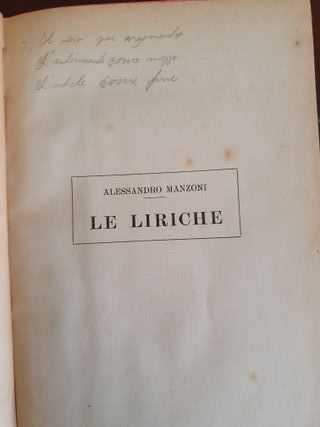 Il vero per argomento
L'interessante come mezzo
L'utile come fine
ALESSANDRO MANZONI
LE LIRICHE